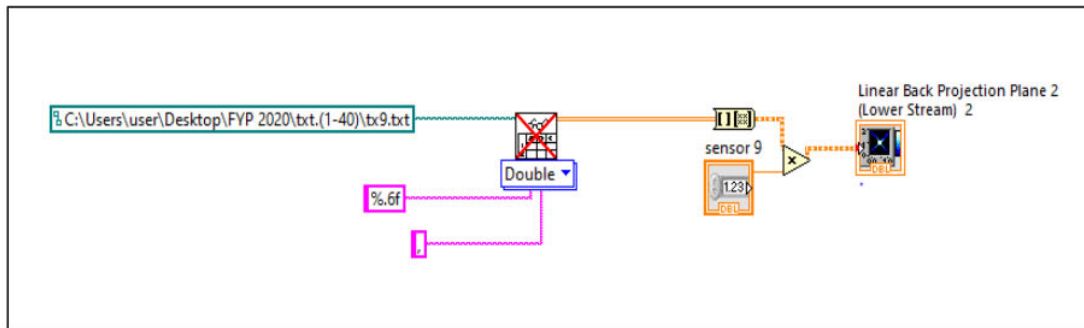 Linear Back Projection Plane 2
(Lower Stream) 2
C:\Users\user\Desktop\FYP 2020\txt.(1-40)\tx9.txt
sensor 9
Double
1.23
DBL
DBL
%.6f
,